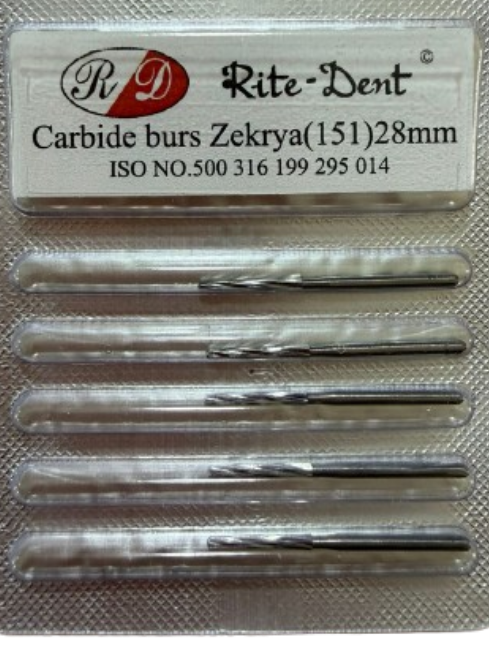 RD Rite-Dent©
Carbide burs Zekrya(151)28mm
ISO NO.500 316 199 295 014